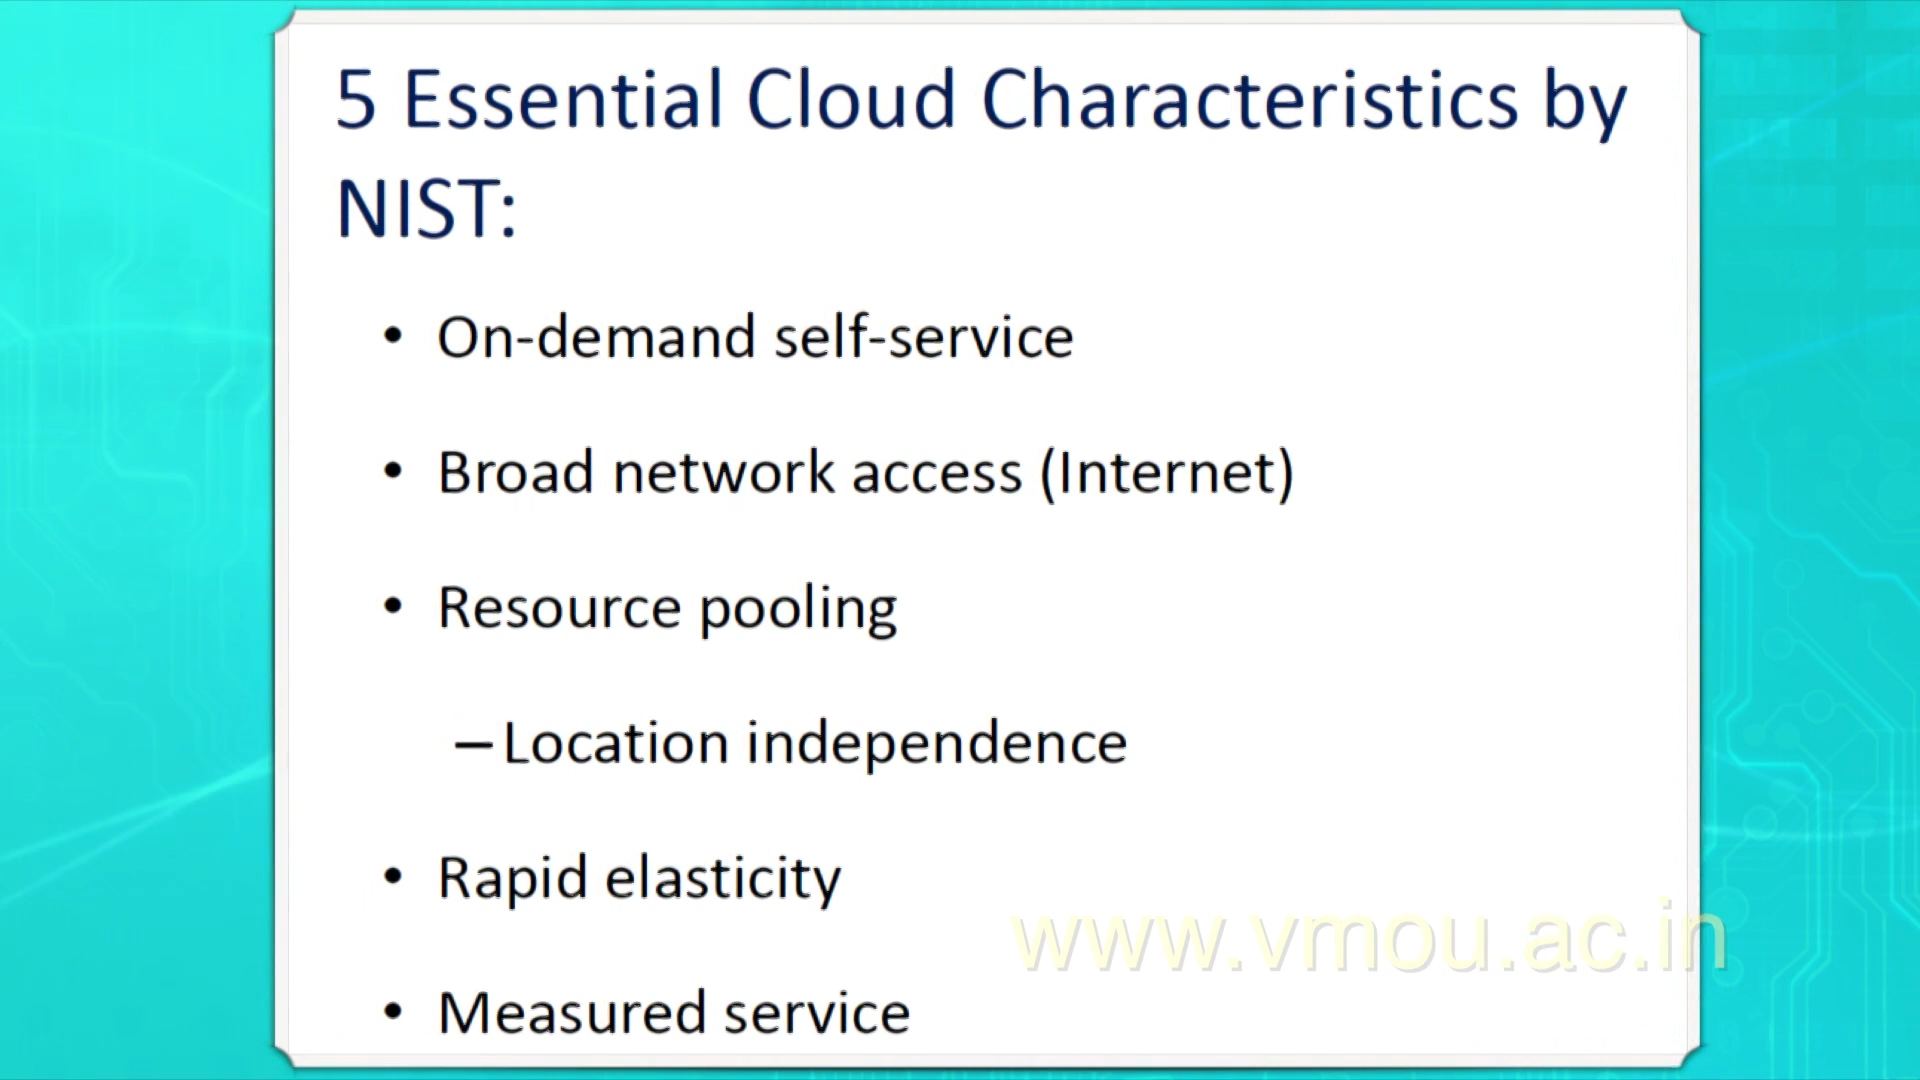 5 Essential Cloud Characteristics by
NIST:
• On-demand self-service
• Broad network access (Internet)
• Resource pooling
– Location independence
• Rapid elasticity
www.vmou.ac.in
• Measured service